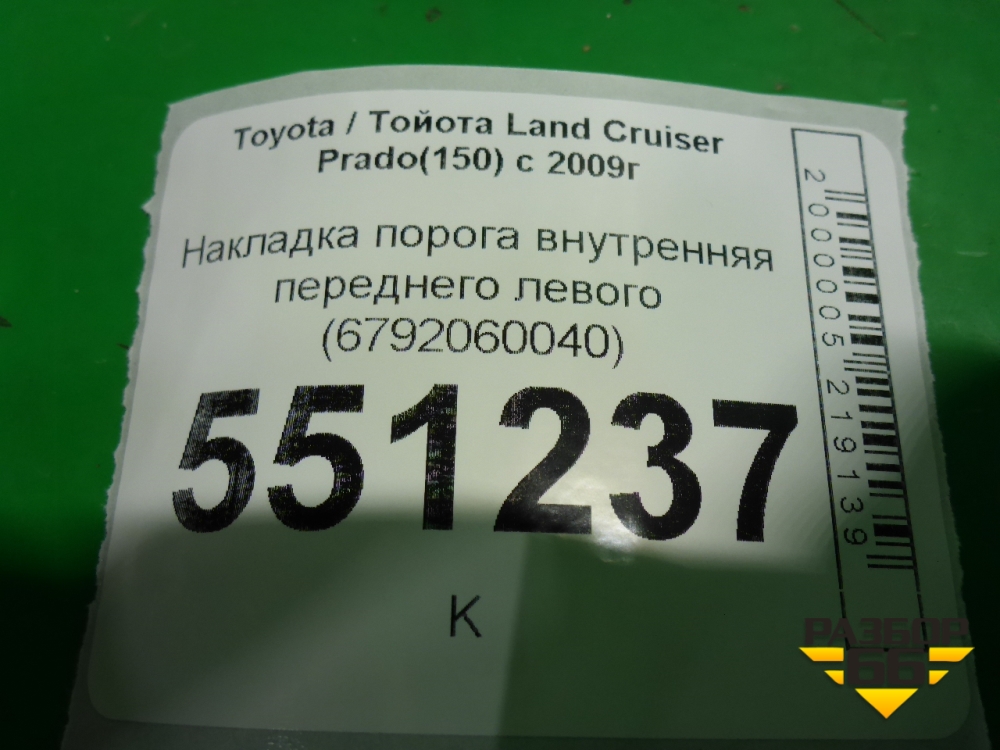 Toyota / Тойота Land Cruiser
Prado(150) с 2009г
Накладка порога внутренняя
переднего левого
(6792060040)
551237
К
2000005219139
РАЗБОР
66